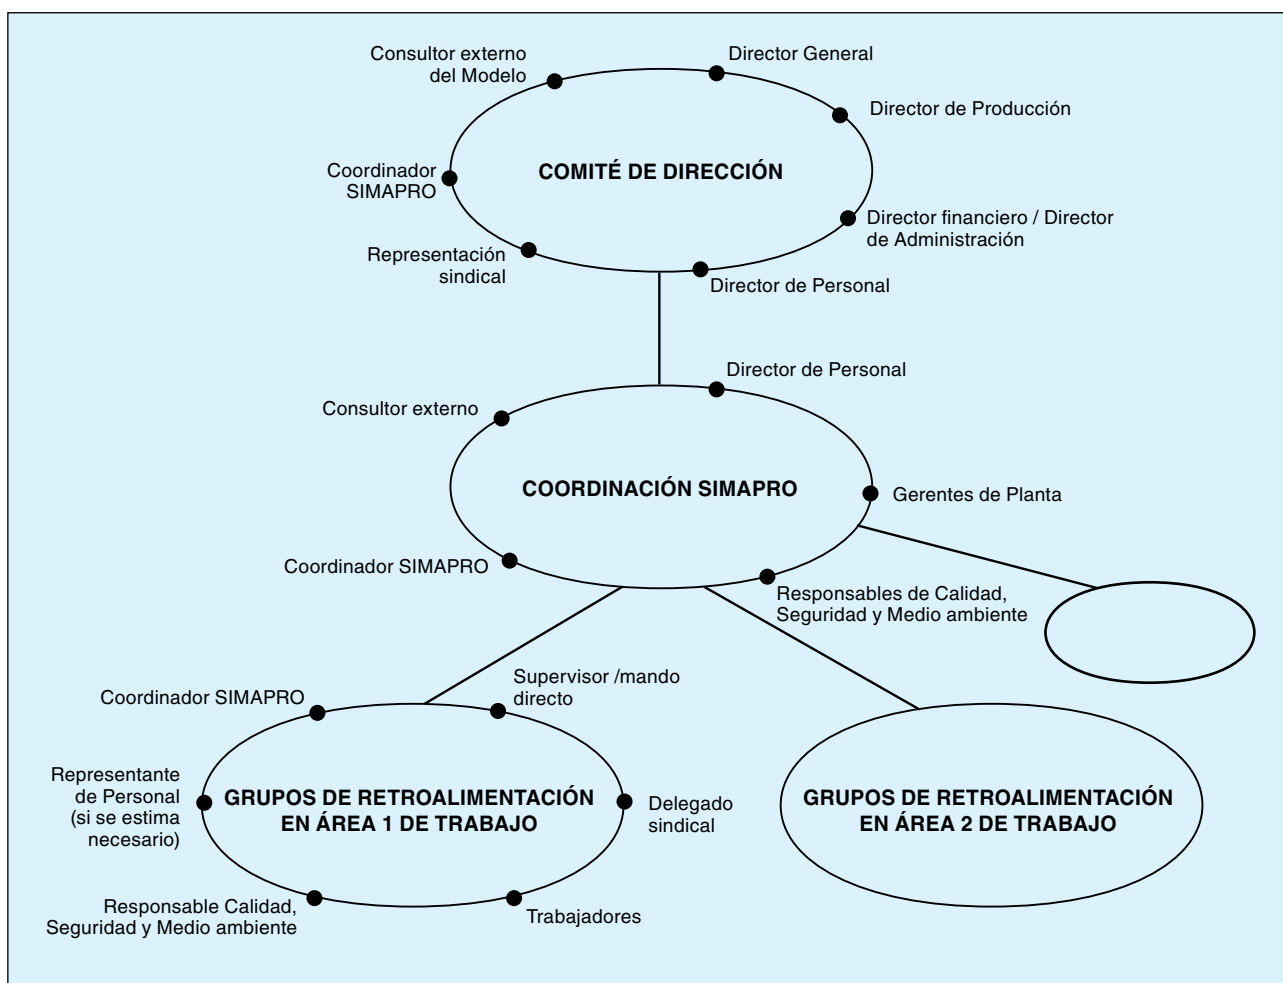 Consultor externo
del Modelo
Director General
Director de Producción
COMITÉ DE DIRECCIÓN
Coordinador
SIMAPRO
Director financiero / Director
de Administración
Representación
sindical
Director de Personal
Director de Personal
Consultor externo
COORDINACIÓN SIMAPRO
Gerentes de Planta
Coordinador SIMAPRO
Responsables de Calidad,
Seguridad y Medio ambiente
Supervisor /mando
directo
Coordinador SIMAPRO
Representante
de Personal
(si se estima
necesario)
GRUPOS DE RETROALIMENTACIÓN
EN ÁREA 1 DE TRABAJO
Delegado
sindical
Responsable Calidad,
Seguridad y Medio ambiente
Trabajadores
GRUPOS DE RETROALIMENTACIÓN
EN ÁREA 2 DE TRABAJO